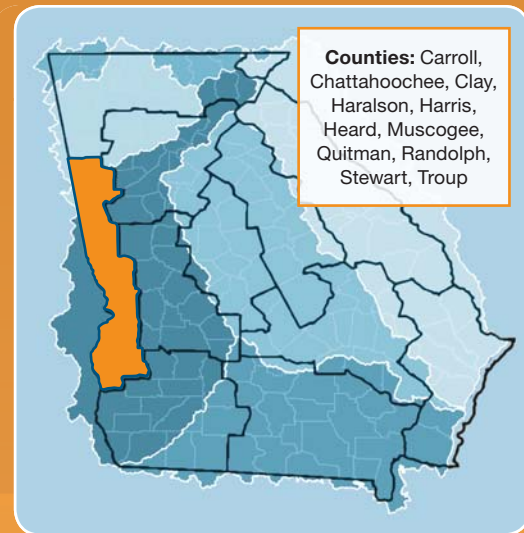 Counties: Carroll,
Chattahoochee, Clay,
Haralson, Harris,
Heard, Muscogee,
Quitman, Randolph,
Stewart, Troup